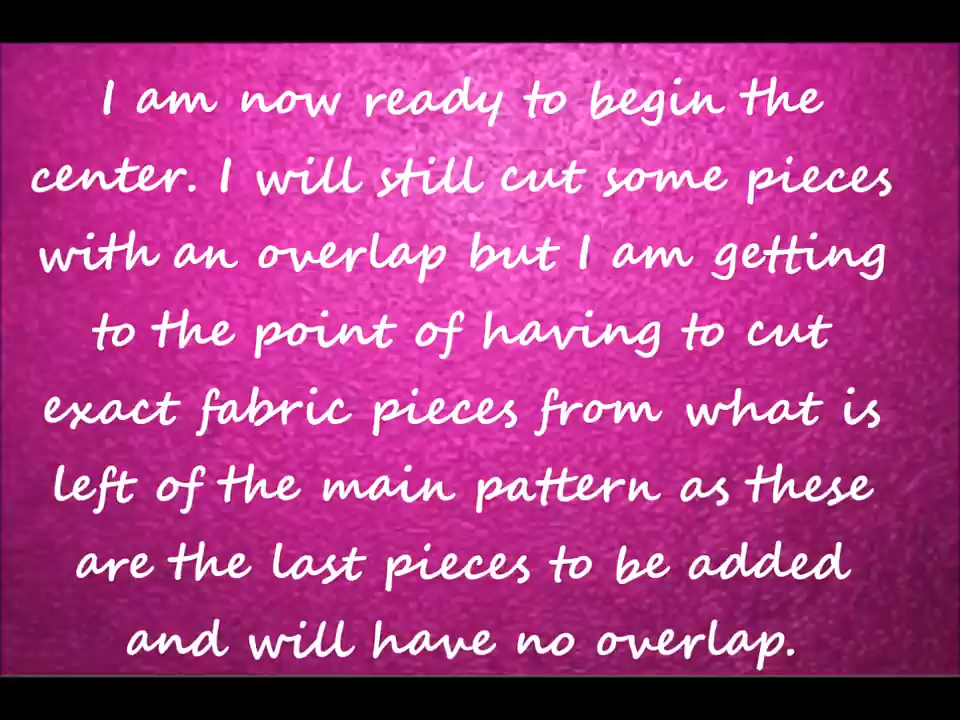 I am now ready to begin the
center. I will still cut some pieces
with an overlap but I am getting
to the point of having to cut
exact fabric pieces from what is
left of the main pattern as these
are the last pieces to be added
and will have no overlap.